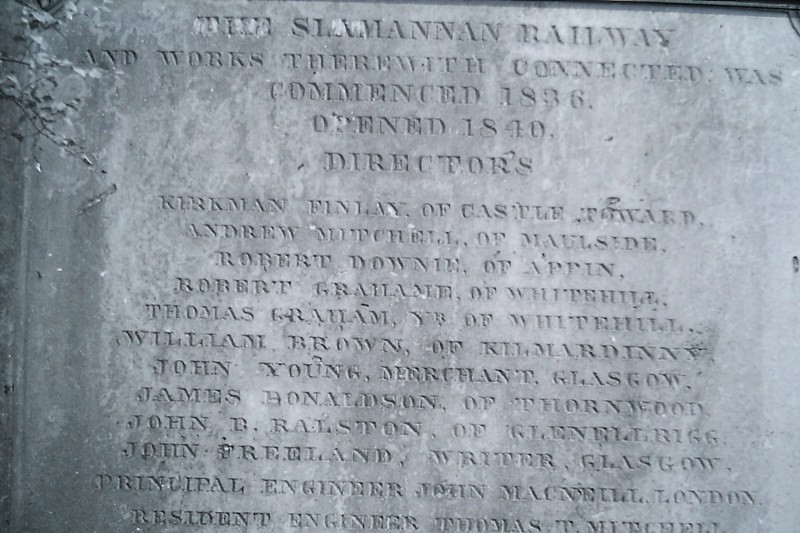 THE SLAMANNAN RAILWAY
AND WORKS THEREWITH CONNECTED, WAS
COMMENCED 1836.
OPENED 1840.
DIRECTORS
KIRKMAN FINLAY, OF CASTLE TOWARD,
ANDREW MITCHELL, OF MAULSIDE,
ROBERT DOWNIE, OF APPIN,
ROBERT GRAHAME, OF WHITEHILL,
THOMAS GRAHAM, YR OF WHITEHILL,
WILLIAM BROWN, OF KILMARDINNY,
JOHN YOUNG, MERCHANT, GLASGOW,
JAMES DONALDSON, OF THORNWOOD,
JOHN B. RALSTON, OF GLENELLRIGG,
JOHN FREELAND, WRITER, GLASGOW,
PRINCIPAL ENGINEER JOHN MACNEILL, LONDON.
RESIDENT ENGINEER THOMAS T. MITCHELL